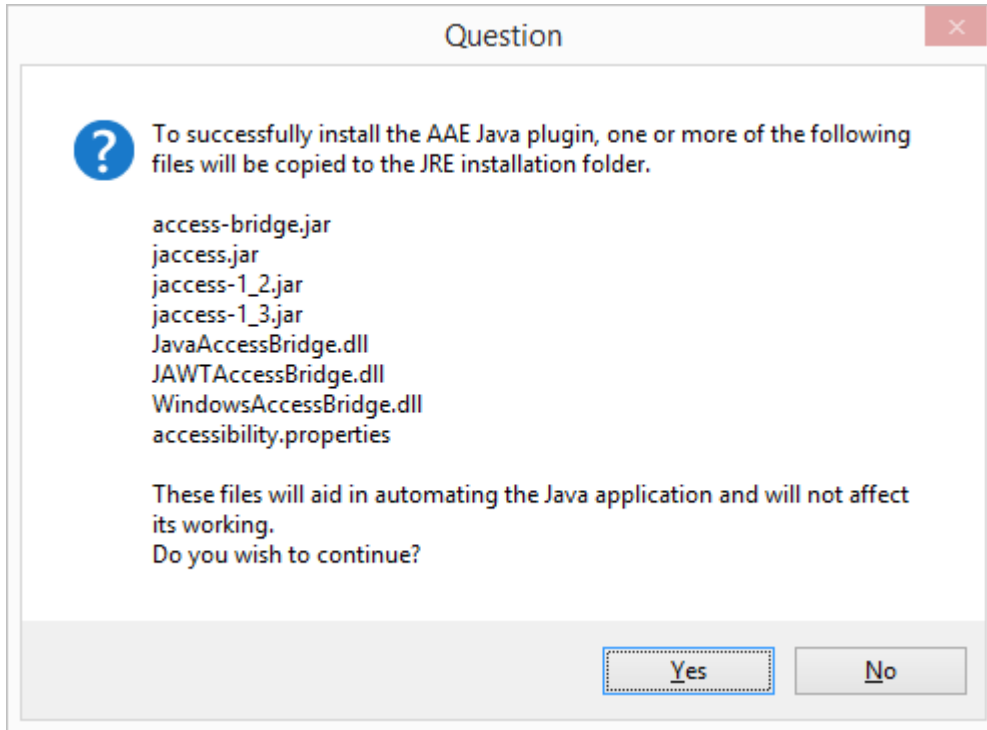 Question
To successfully install the AAE Java plugin, one or more of the following
files will be copied to the JRE installation folder.
access-bridge.jar
jaccess.jar
jaccess-1_2.jar
jaccess-1_3.jar
JavaAccessBridge.dll
JAWTAccessBridge.dll
WindowsAccessBridge.dll
accessibility.properties
These files will aid in automating the Java application and will not affect
its working.
Do you wish to continue?
Yes No